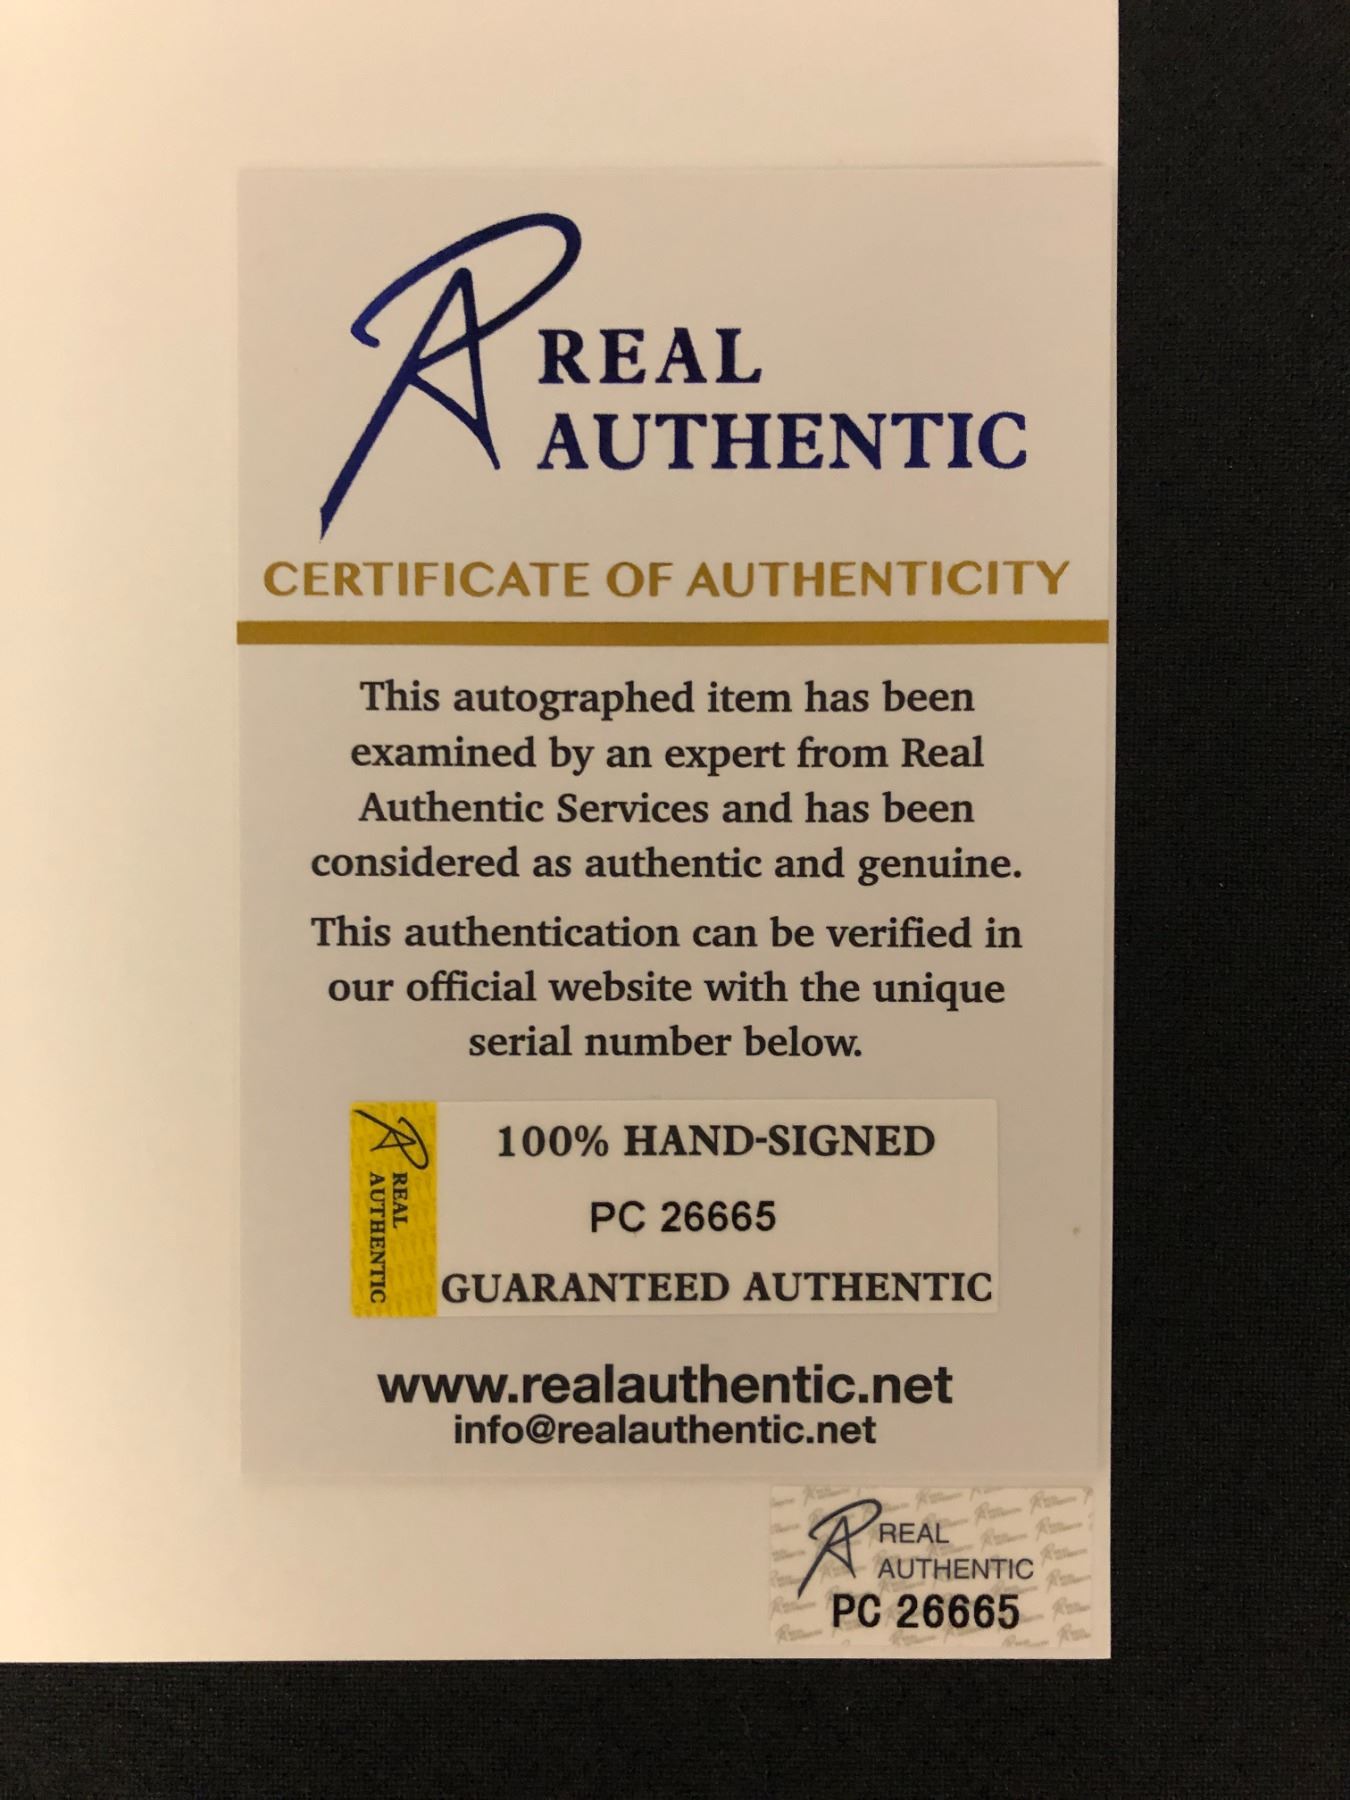 REAL
AUTHENTIC
CERTIFICATE OF AUTHENTICITY
This autographed item has been
examined by an expert from Real
Authentic Services and has been
considered as authentic and genuine.
This authentication can be verified in
our official website with the unique
serial number below.
REAL
AUTHENTIC
100% HAND-SIGNED
PC 26665
GUARANTEED AUTHENTIC
www.realauthentic.net
info@realauthentic.net
REAL
AUTHENTIC
PC 26665